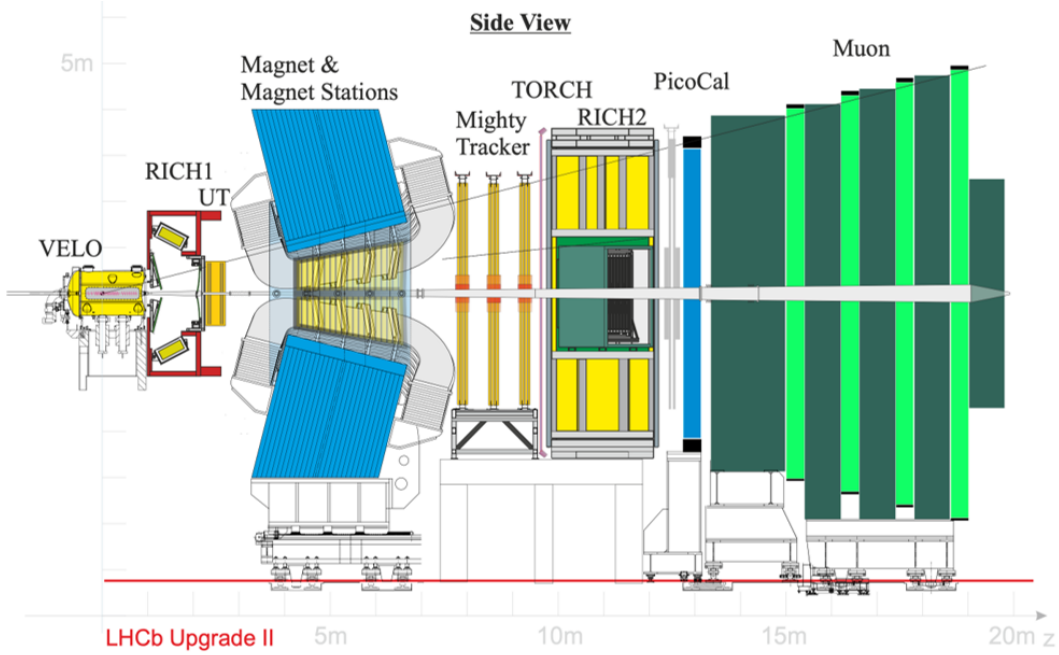 Side View
5m
Magnet &
Magnet Stations
Muon
PicoCal
TORCH
RICH2
Mighty
Tracker
RICH1
UT
VELO
LHCb Upgrade II
5m
10m
15m
20m
z